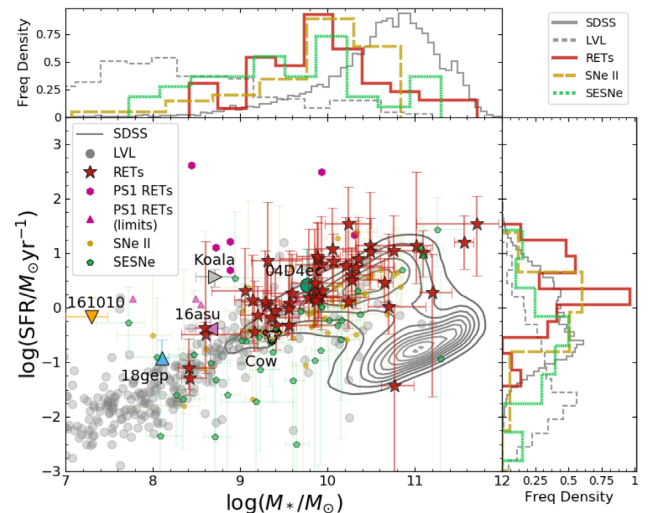 0.75
0.50
0.25
0
Freq Density
SDSS
LVL
RETs
SNe II
SESNe
3
2
1
0
−1
−2
−3
log(SFR/M⊙yr⁻¹)
SDSS
LVL
RETs
PS1 RETs
PS1 RETs
(limits)
SNe II
SESNe
Koala
04D4ec
161010
16asu
18gep
Cow
7 8 9 10 11 12
log(M*/M⊙)
0.25 0.5 0.75 1
Freq Density